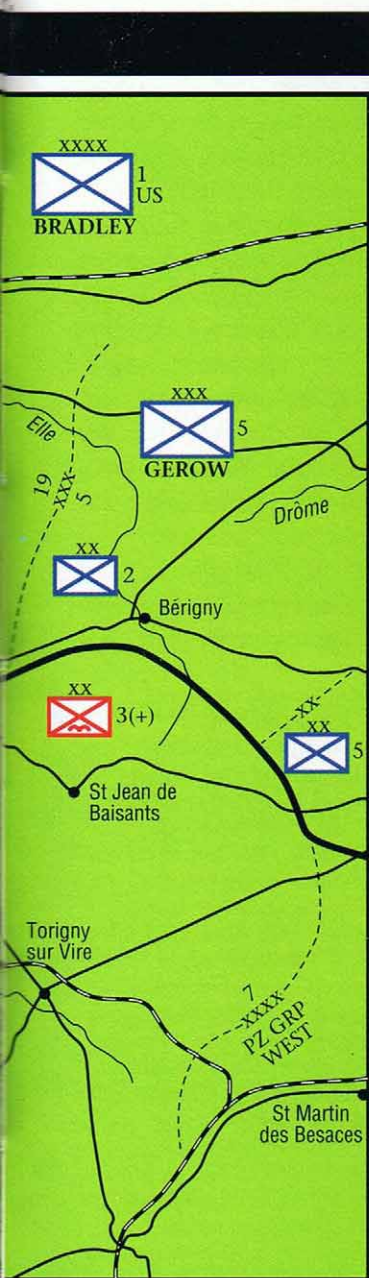 XXXX
1
US
BRADLEY
XXX
5
GEROW
Elle
19
XXX
5
Drôme
XX
2
Bérigny
XX
XX
3(+)
XX
5
St Jean de
Baisants
Torigny
sur Vire
7
XXXX
PZ GRP
WEST
St Martin
des Besaces